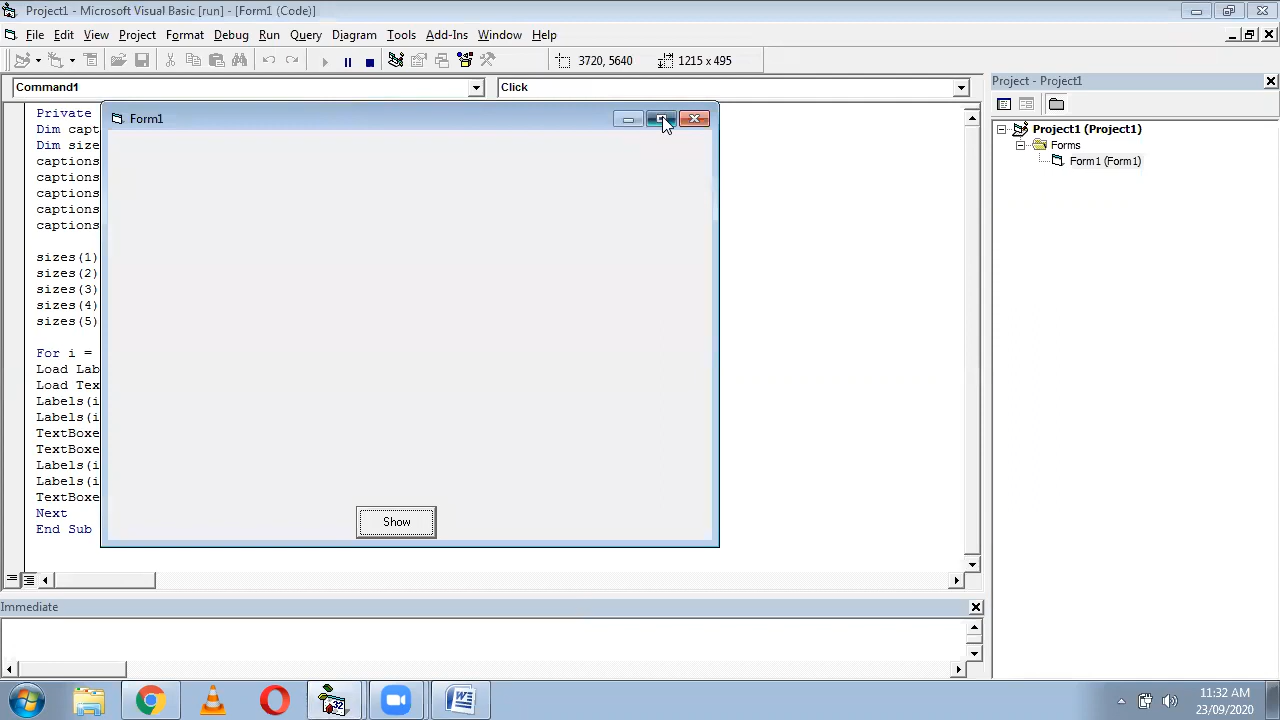 Project1 - Microsoft Visual Basic [run] - [Form1 (Code)]
File Edit View Project Format Debug Run Query Diagram Tools Add-Ins Window Help
3720, 5640 1215 x 495
Command1 Click
Project - Project1
Private
Dim capt
Dim size
captions
captions
captions
captions
captions
sizes(1)
sizes(2)
sizes(3)
sizes(4)
sizes(5)
For i =
Load Lab
Load Tex
Labels(i
Labels(i
TextBoxe
TextBoxe
Labels(i
Labels(i
TextBoxe
Next
End Sub
Form1
Show
Project1 (Project1)
Forms
Form1 (Form1)
Immediate
11:32 AM
23/09/2020